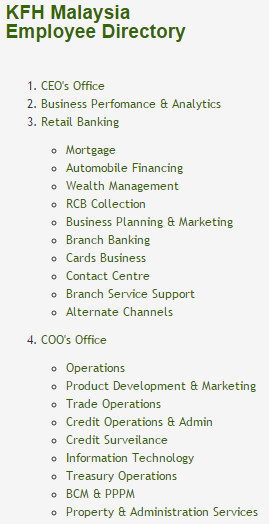 KFH Malaysia
Employee Directory
1. CEO's Office
2. Business Perfomance & Analytics
3. Retail Banking
Mortgage
Automobile Financing
Wealth Management
RCB Collection
Business Planning & Marketing
Branch Banking
Cards Business
Contact Centre
Branch Service Support
Alternate Channels
4. COO's Office
Operations
Product Development & Marketing
Trade Operations
Credit Operations & Admin
Credit Surveilance
Information Technology
Treasury Operations
BCM & PPPM
Property & Administration Services